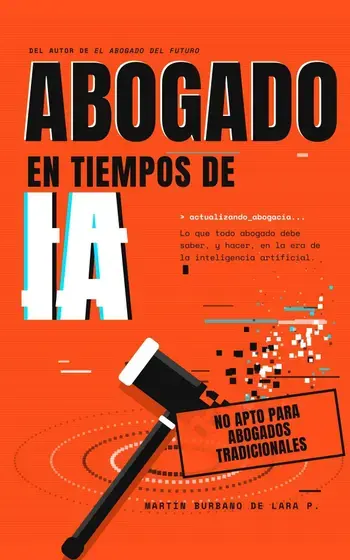 DEL AUTOR DE EL ABOGADO DEL FUTURO
ABOGADO
EN TIEMPOS DE
IA
> actualizando_abogacía...
Lo que todo abogado debe
saber, y hacer, en la era de
la inteligencia artificial.
NO APTO PARA
ABOGADOS
TRADICIONALES
MARTÍN BURBANO DE LARA P.